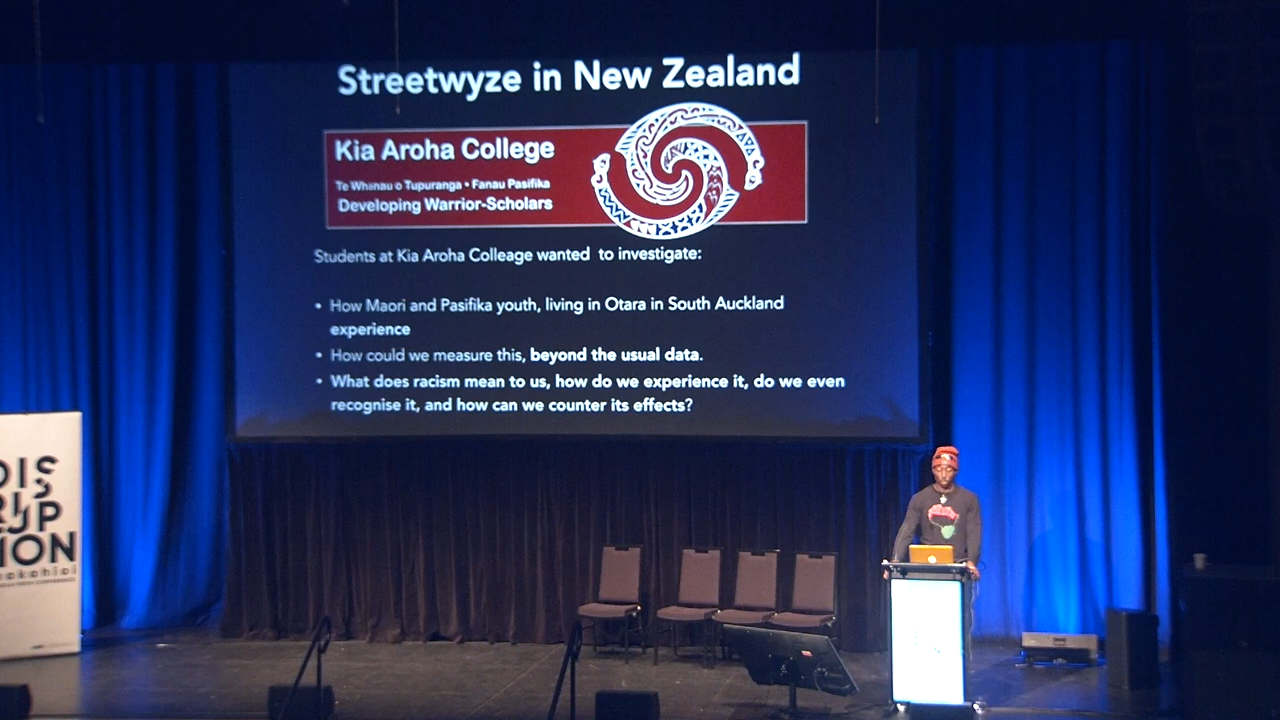 Streetwyze in New Zealand
Kia Aroha College
Te Whanau o Tupuranga • Fanau Pasifika
Developing Warrior-Scholars
Students at Kia Aroha Colleage wanted to investigate:
• How Maori and Pasifika youth, living in Otara in South Auckland
experience
• How could we measure this, beyond the usual data.
• What does racism mean to us, how do we experience it, do we even
recognise it, and how can we counter its effects?
DIS
RUP
ION